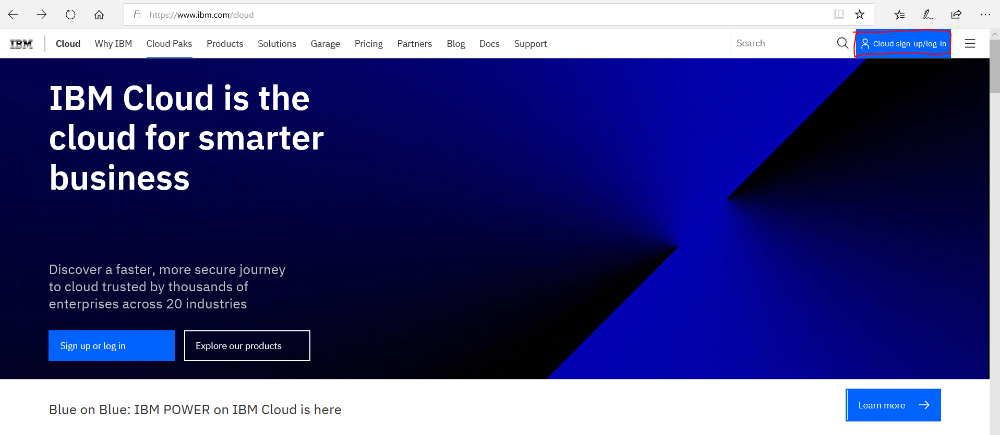 https://www.ibm.com/cloud
IBM
Cloud
Why IBM
Cloud Paks
Products
Solutions
Garage
Pricing
Partners
Blog
Docs
Support
Search
Cloud sign-up/log-in
IBM Cloud is the
cloud for smarter
business
Discover a faster, more secure journey
to cloud trusted by thousands of
enterprises across 20 industries
Sign up or log in
Explore our products
Blue on Blue: IBM POWER on IBM Cloud is here
Learn more